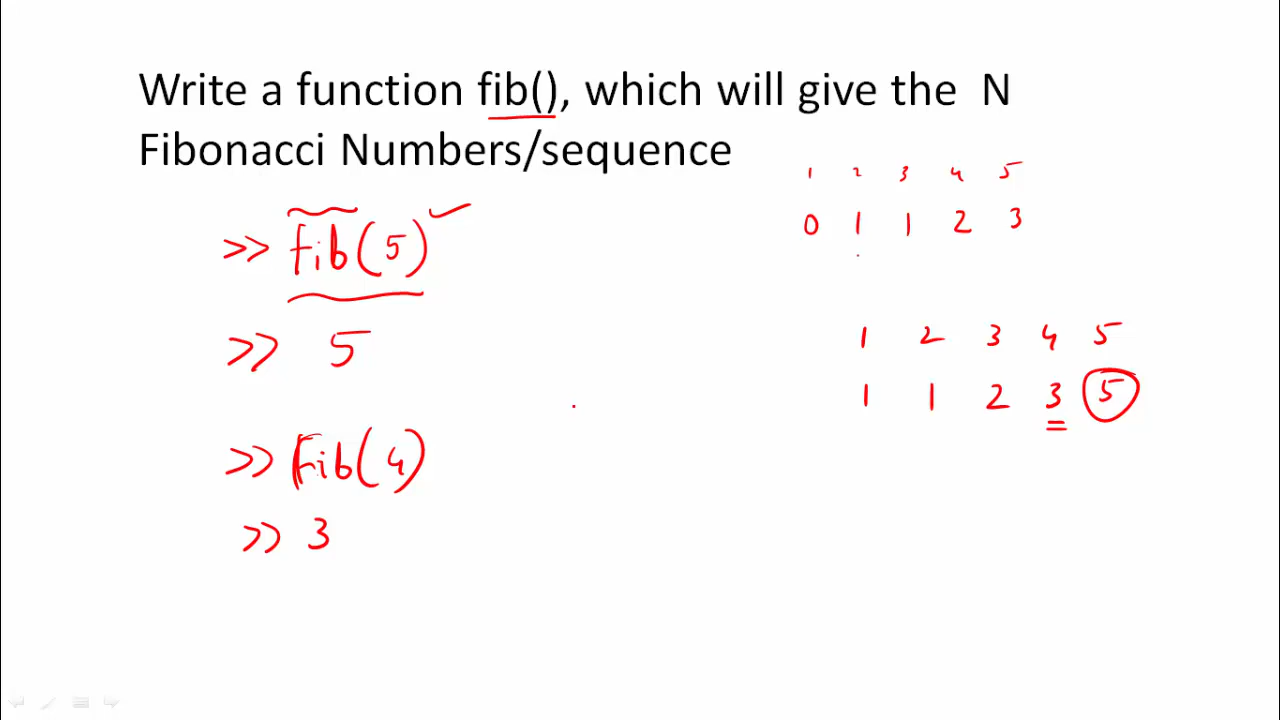 Write a function fib(), which will give the N
Fibonacci Numbers/sequence
1 2 3 4 5
0 1 1 2 3
>> fib(5)
>> 5
1 2 3 4 5
1 1 2 3 5
>> fib(4)
>> 3